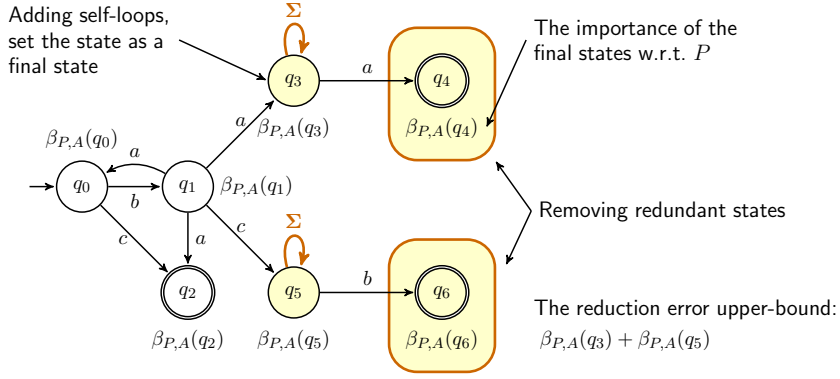 Adding self-loops,
set the state as a
final state
Σ
q3
a
q4
βP,A(q3)
βP,A(q4)
The importance of
the final states w.r.t. P
a
βP,A(q0)
q0
a
b
q1
βP,A(q1)
c
a
c
Σ
q2
βP,A(q2)
q5
b
q6
βP,A(q5)
βP,A(q6)
Removing redundant states
The reduction error upper-bound:
βP,A(q3) + βP,A(q5)